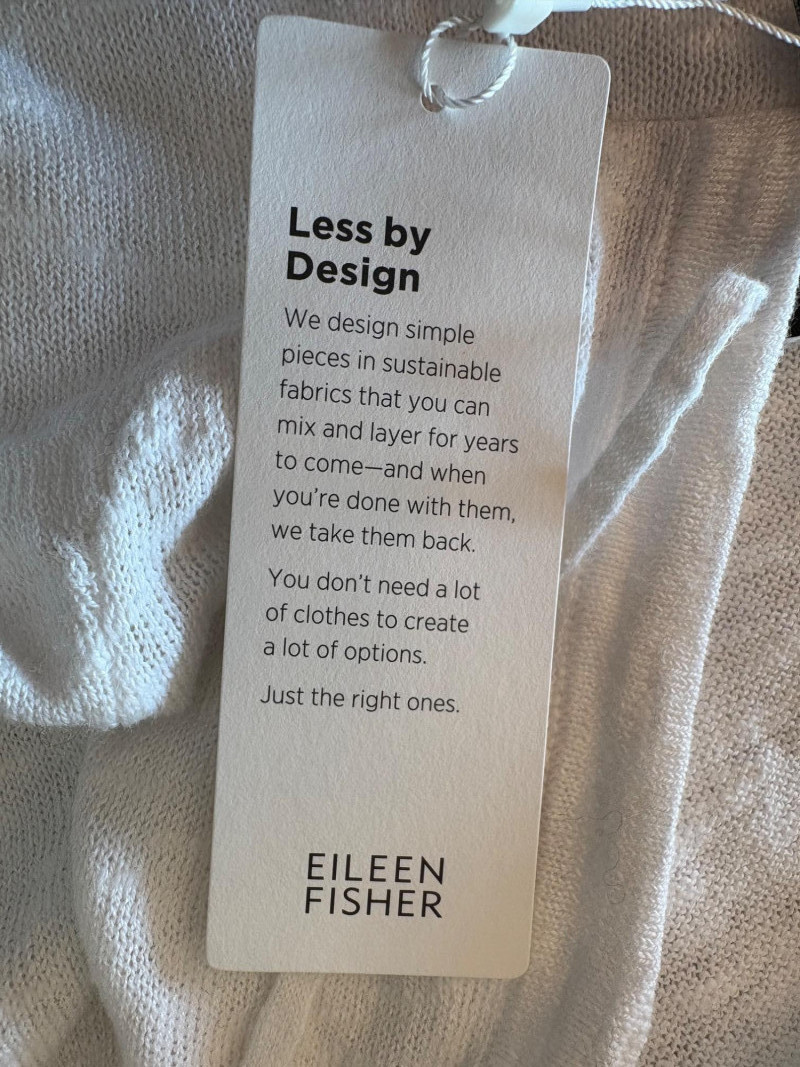 Less by
Design
We design simple
pieces in sustainable
fabrics that you can
mix and layer for years
to come—and when
you're done with them,
we take them back.
You don't need a lot
of clothes to create
a lot of options.
Just the right ones.
EILEEN
FISHER